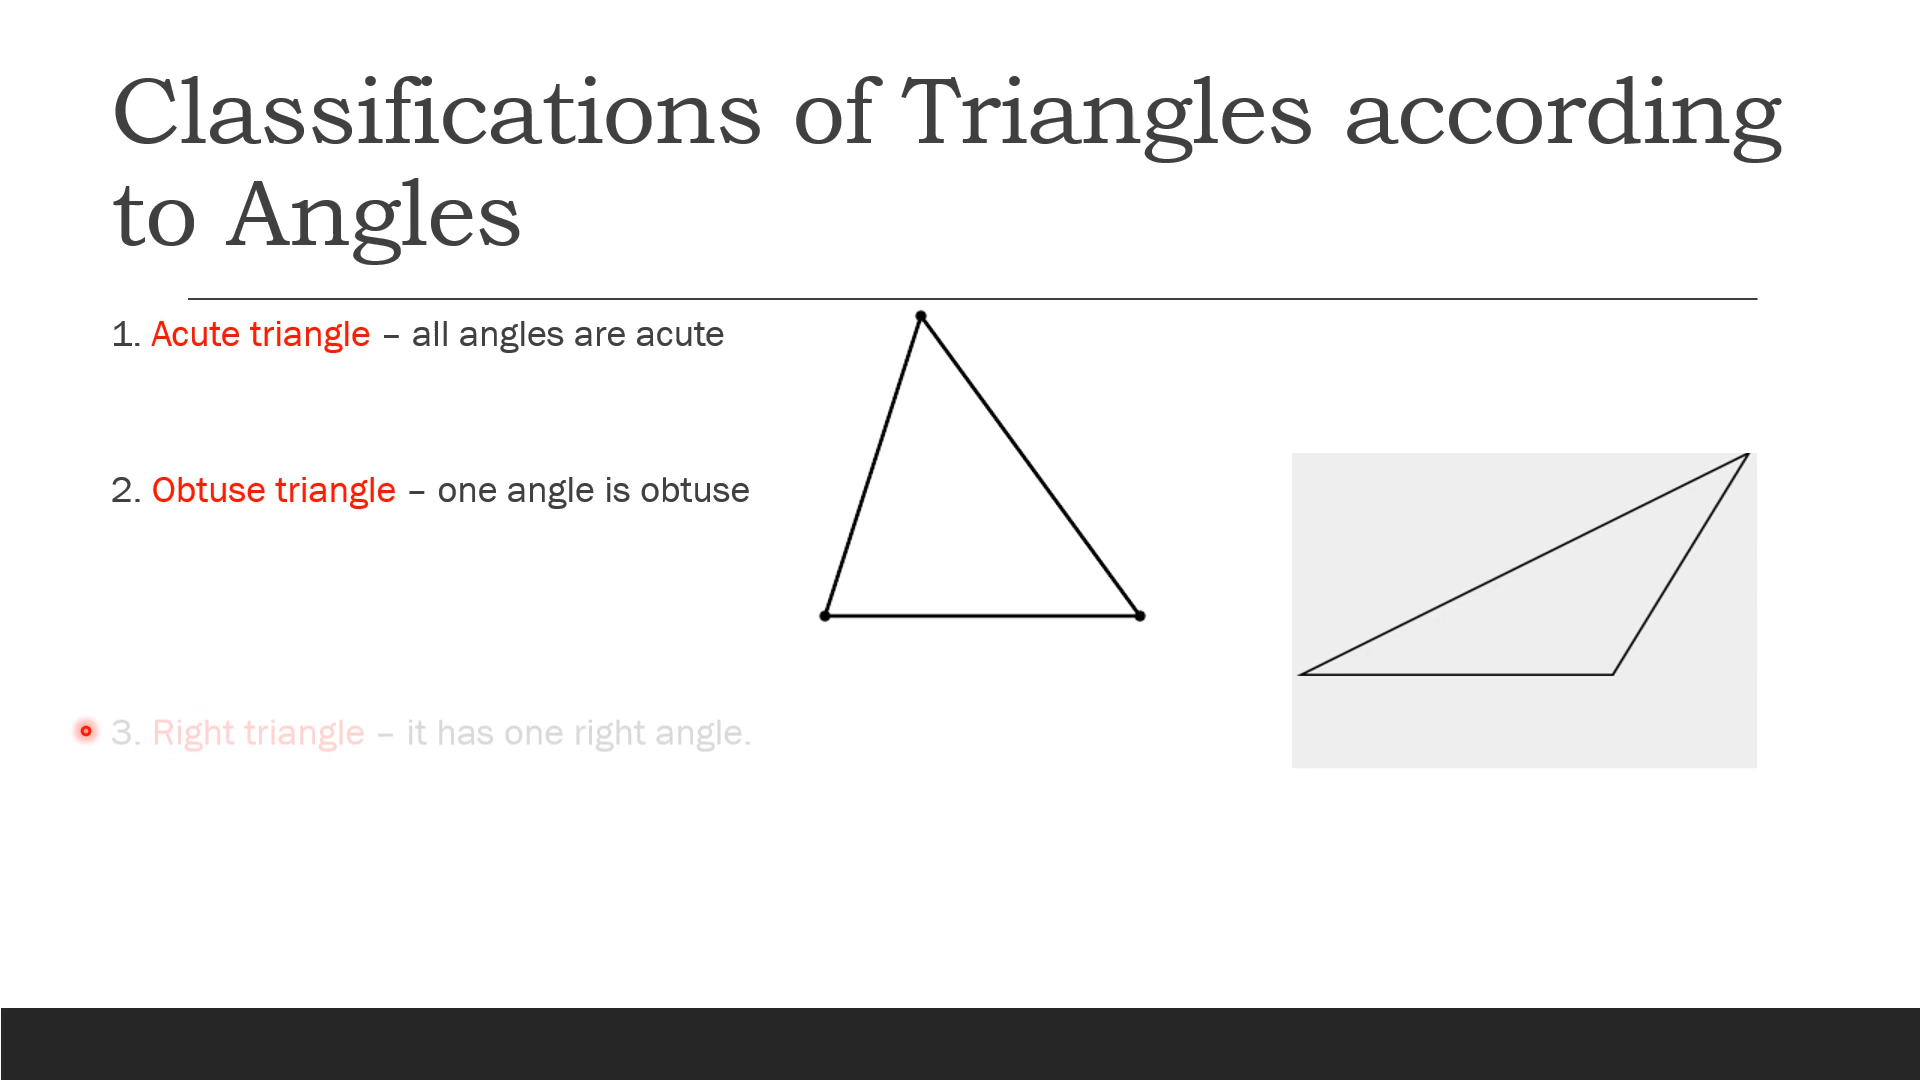 Classifications of Triangles according
to Angles
1. Acute triangle – all angles are acute
2. Obtuse triangle – one angle is obtuse
3. Right triangle – it has one right angle.